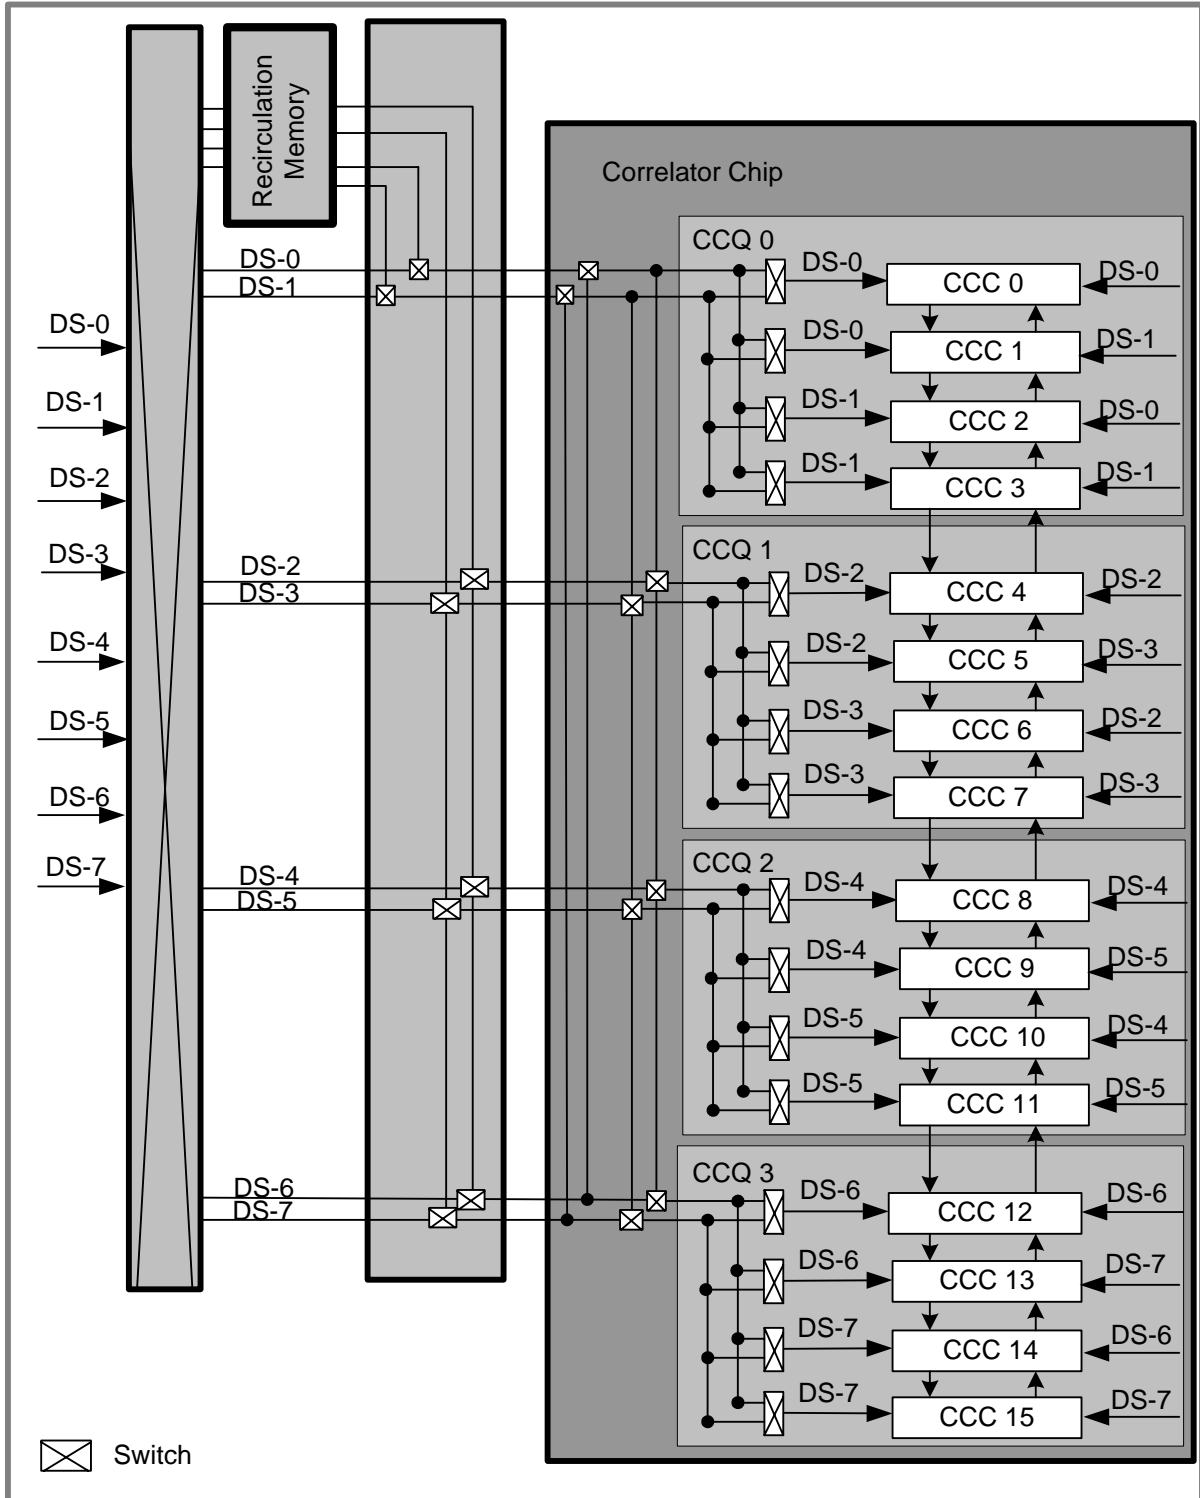 Recirculation
Memory
Correlator Chip
DS-0
DS-1
DS-2
DS-3
DS-4
DS-5
DS-6
DS-7
DS-0
DS-1
DS-2
DS-3
DS-4
DS-5
DS-6
DS-7
CCQ 0
DS-0 CCC 0 DS-0
DS-0 CCC 1 DS-1
DS-1 CCC 2 DS-0
DS-1 CCC 3 DS-1
CCQ 1
DS-2 CCC 4 DS-2
DS-2 CCC 5 DS-3
DS-3 CCC 6 DS-2
DS-3 CCC 7 DS-3
CCQ 2
DS-4 CCC 8 DS-4
DS-4 CCC 9 DS-5
DS-5 CCC 10 DS-4
DS-5 CCC 11 DS-5
CCQ 3
DS-6 CCC 12 DS-6
DS-6 CCC 13 DS-7
DS-7 CCC 14 DS-6
DS-7 CCC 15 DS-7
Switch